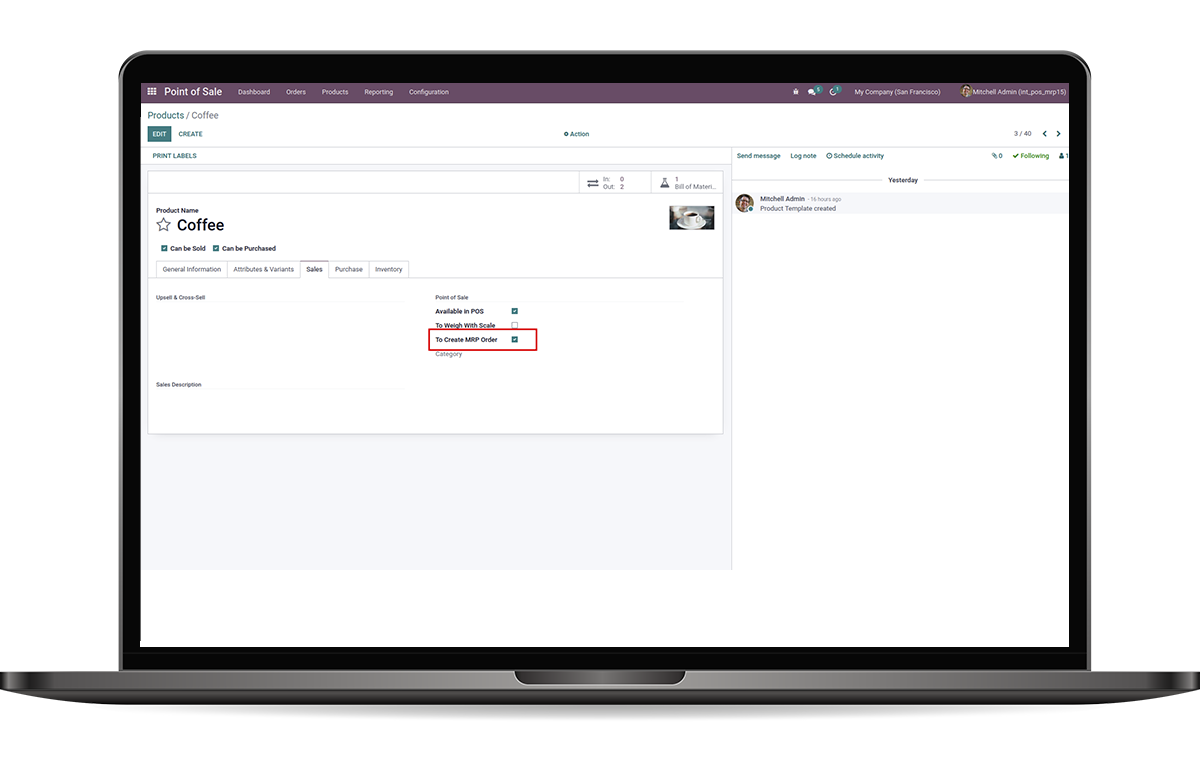 Point of Sale Dashboard Orders Products Reporting Configuration 5 1 My Company (San Francisco) Mitchell Admin (int_pos_mrp15)
Products / Coffee
EDIT CREATE Action 3 / 40
PRINT LABELS Send message Log note Schedule activity 0 Following 1
In: 0
Out: 2
1
Bill of Materi...
Yesterday
Mitchell Admin - 16 hours ago
Product Template created
Product Name
Coffee
Can be Sold Can be Purchased
General Information Attributes & Variants Sales Purchase Inventory
Upsell & Cross-Sell Point of Sale
Available in POS
To Weigh With Scale
To Create MRP Order
Category
Sales Description